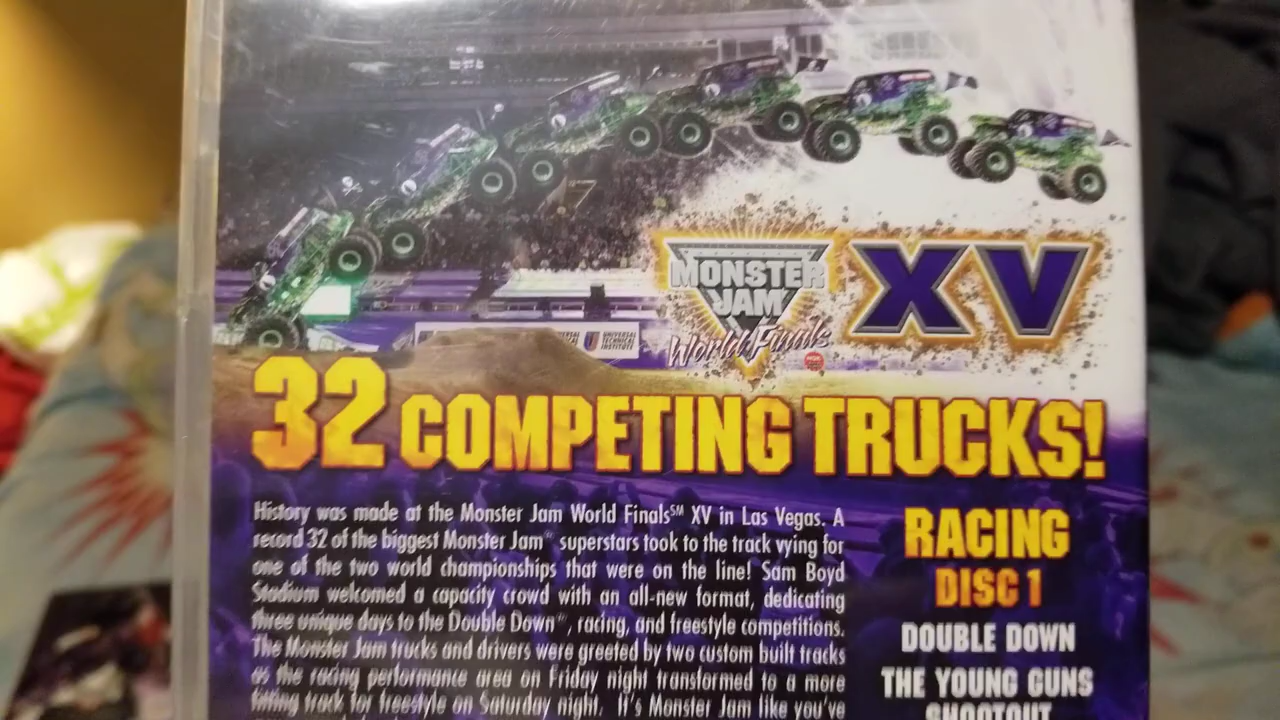 MONSTER
JAM
World Finals
XV
UNIVERSAL
TECHNICAL
INSTITUTE
32 COMPETING TRUCKS!
History was made at the Monster Jam World Finals℠ XV in Las Vegas. A
record 32 of the biggest Monster Jam® superstars took to the track vying for
one of the two world championships that were on the line! Sam Boyd
Stadium welcomed a capacity crowd with an all-new format, dedicating
three unique days to the Double Down®, racing, and freestyle competitions.
The Monster Jam trucks and drivers were greeted by two custom built tracks
as the racing performance area on Friday night transformed to a more
fitting track for freestyle on Saturday night. It's Monster Jam like you've
RACING
DISC 1
DOUBLE DOWN
THE YOUNG GUNS
SHOOTOUT